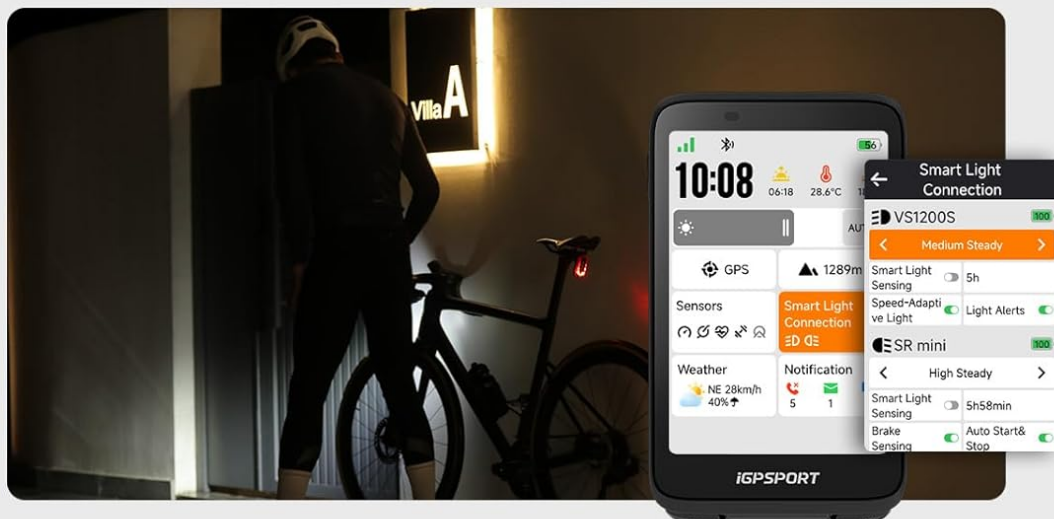 Villa A
56
10:08
06:18
28.6°C
GPS
1289m
Sensors
Smart Light
Connection
Weather
NE 28km/h
40%
Notification
5
1
iGPSPORT
Smart Light
Connection
VS1200S
100
Medium Steady
Smart Light
Sensing
5h
Speed-Adapti
ve Light
Light Alerts
SR mini
100
High Steady
Smart Light
Sensing
5h58min
Brake
Sensing
Auto Start&
Stop